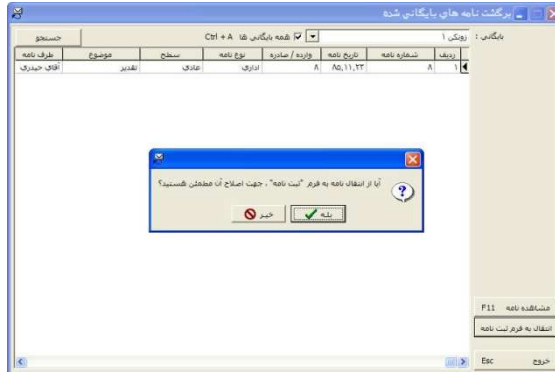 برگشت نامه های بایگانی شده
بایگانی : زونکن ۱ همه بایگانی ها Ctrl + A جستجو
ردیف شماره نامه تاریخ نامه وارده / صادره نوع نامه سطح موضوع طرف نامه
۱ ۸ ۸۵,۱۱,۲۳ ۸ اداری عادی تقدیر آقای حیدری
آیا از انتقال نامه به فرم "ثبت نامه" ، جهت اصلاح آن مطمئن هستید؟
بله خیر
مشاهده نامه F11
انتقال به فرم ثبت نامه
خروج Esc